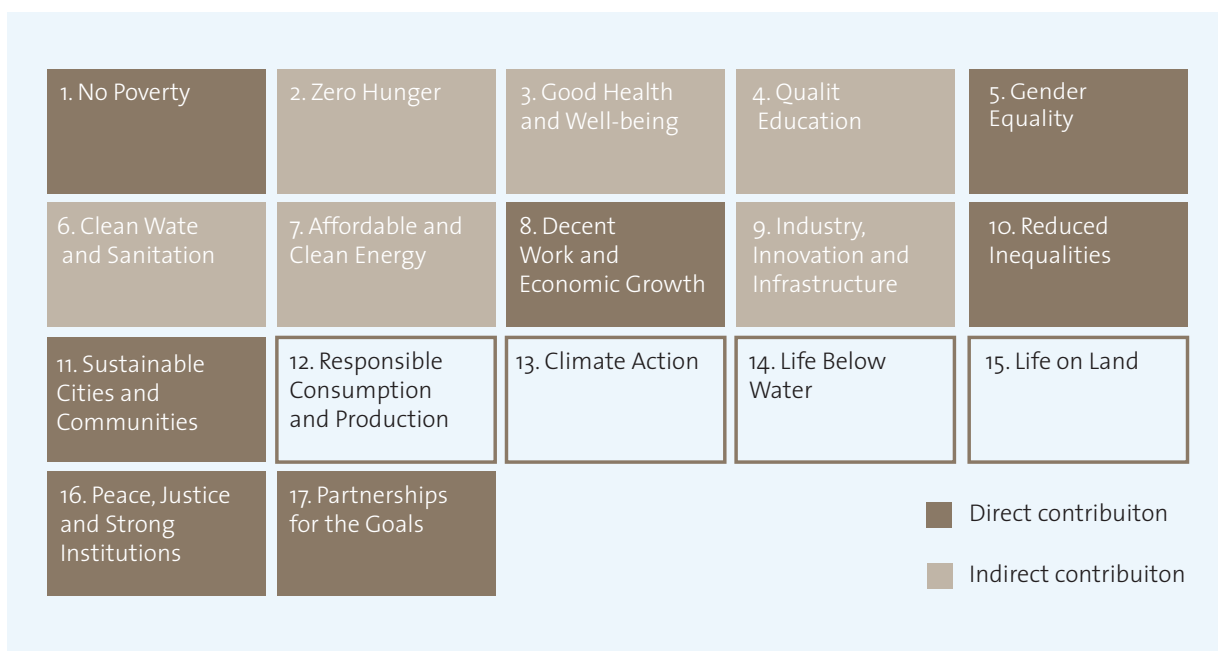 1. No Poverty
2. Zero Hunger
3. Good Health
and Well-being
4. Qualit
Education
5. Gender
Equality
6. Clean Wate
and Sanitation
7. Affordable and
Clean Energy
8. Decent
Work and
Economic Growth
9. Industry,
Innovation and
Infrastructure
10. Reduced
Inequalities
11. Sustainable
Cities and
Communities
12. Responsible
Consumption
and Production
13. Climate Action
14. Life Below
Water
15. Life on Land
16. Peace, Justice
and Strong
Institutions
17. Partnerships
for the Goals
Direct contribuiton
Indirect contribuiton